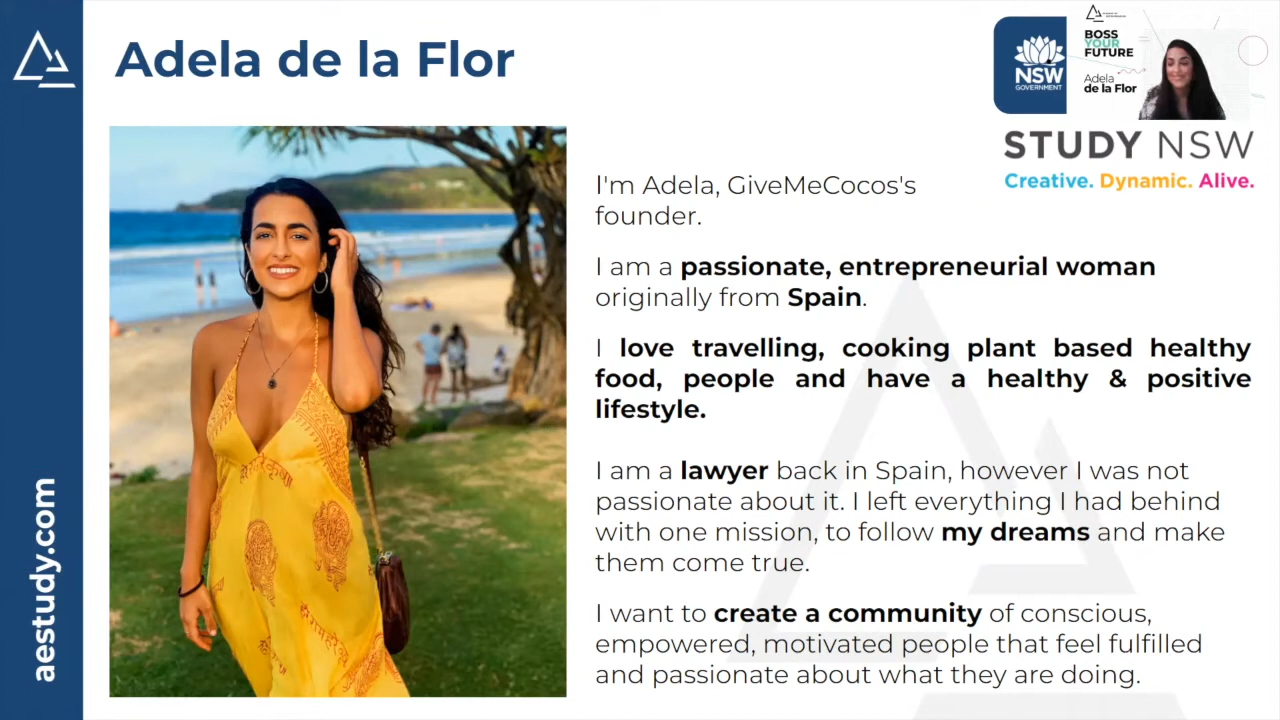 Adela de la Flor
NSW
GOVERNMENT
BOSS
YOUR
FUTURE
Adela
de la Flor
STUDY NSW
Creative. Dynamic. Alive.
I'm Adela, GiveMeCocos's
founder.
I am a passionate, entrepreneurial woman
originally from Spain.
I love travelling, cooking plant based healthy
food, people and have a healthy & positive
lifestyle.
I am a lawyer back in Spain, however I was not
passionate about it. I left everything I had behind
with one mission, to follow my dreams and make
them come true.
I want to create a community of conscious,
empowered, motivated people that feel fulfilled
and passionate about what they are doing.
aestudy.com